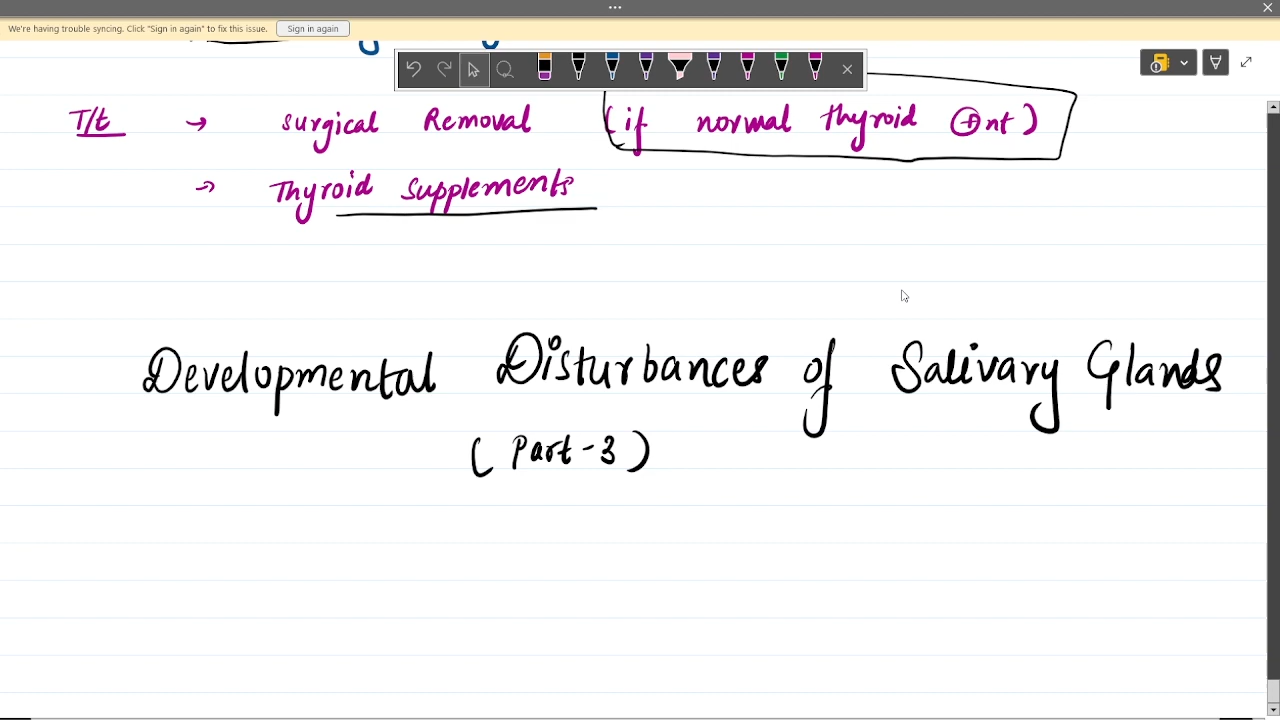 We're having trouble syncing. Click "Sign in again" to fix this issue. Sign in again
T/t → surgical Removal (if normal thyroid ⊕nt)
→ Thyroid Supplements
Developmental Disturbances of Salivary Glands
(Part-3)